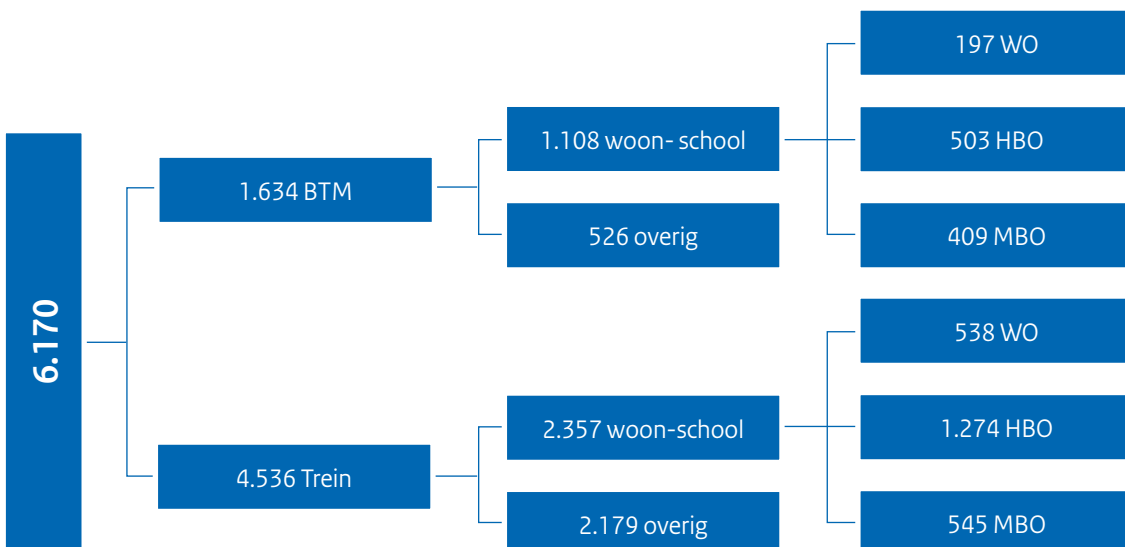 6.170
1.634 BTM
1.108 woon- school
197 WO
503 HBO
409 MBO
526 overig
4.536 Trein
2.357 woon-school
538 WO
1.274 HBO
545 MBO
2.179 overig